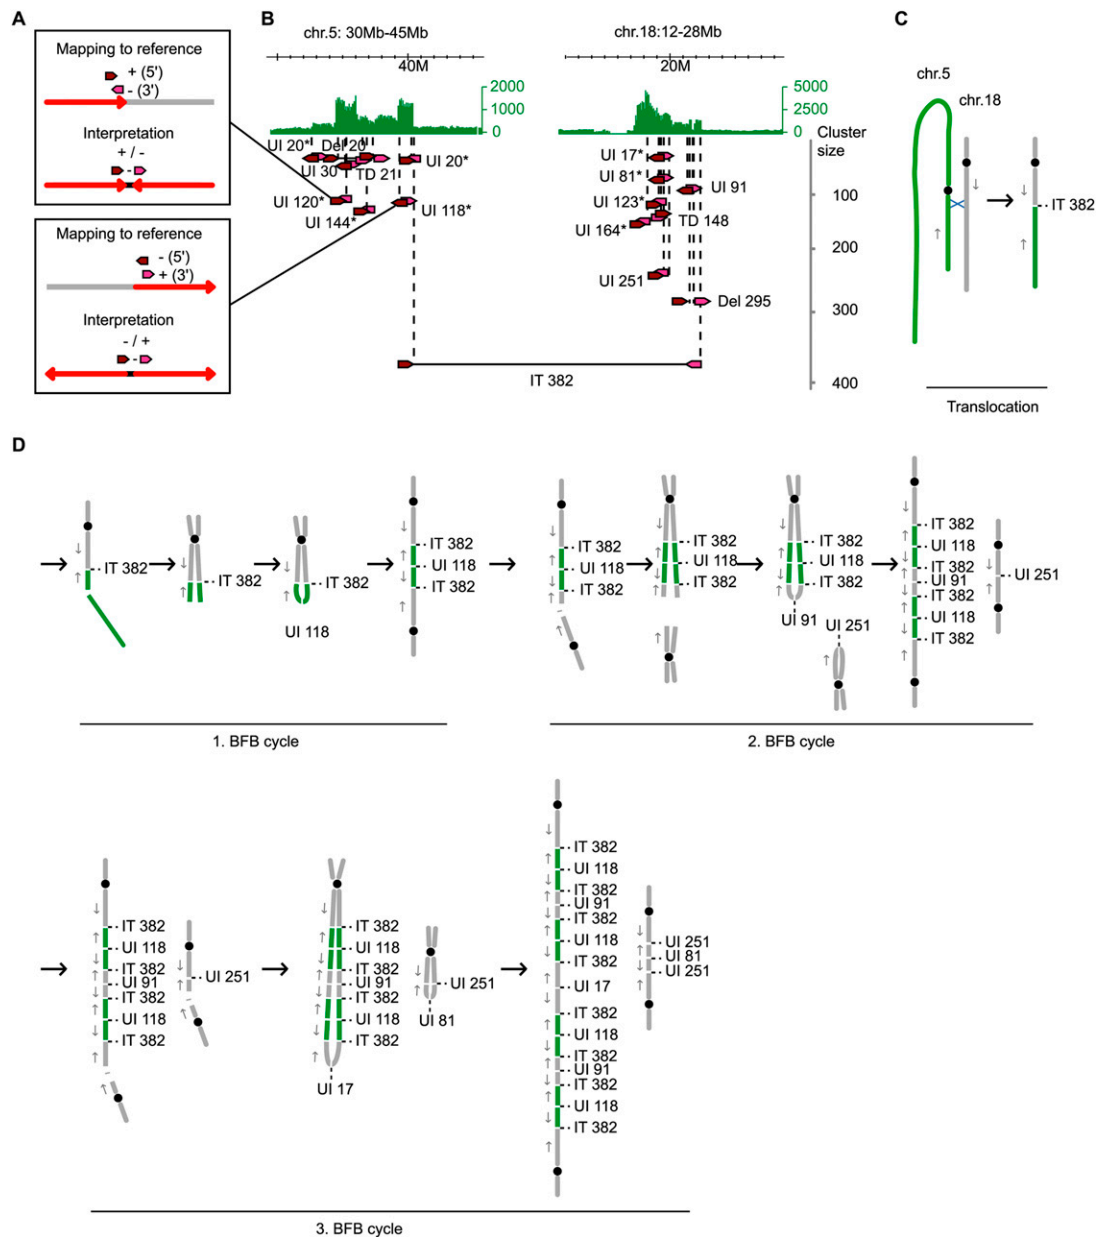 A
Mapping to reference
+ (5')
- (3')
Interpretation
+ / -
-
Mapping to reference
- (5')
+ (3')
Interpretation
- / +
-
B
chr.5: 30Mb-45Mb
chr.18:12-28Mb
40M
20M
2000
1000
0
5000
2500
0
Cluster
size
100
200
300
400
UI 20*
Del 20
UI 30
TD 21
UI 20*
UI 120*
UI 144*
UI 118*
UI 17*
UI 81*
UI 91
UI 123*
TD 148
UI 164*
UI 251
Del 295
IT 382
C
chr.5
chr.18
IT 382
Translocation
D
IT 382
IT 382
IT 382
UI 118
IT 382
UI 118
IT 382
1. BFB cycle
IT 382
UI 118
IT 382
IT 382
UI 118
IT 382
IT 382
UI 118
IT 382
UI 91
UI 251
IT 382
UI 118
IT 382
UI 91
IT 382
UI 118
IT 382
UI 251
2. BFB cycle
IT 382
UI 118
IT 382
UI 91
IT 382
UI 118
IT 382
UI 251
IT 382
UI 118
IT 382
UI 91
IT 382
UI 118
IT 382
UI 17
UI 251
UI 81
IT 382
UI 118
IT 382
UI 91
IT 382
UI 118
IT 382
UI 17
IT 382
UI 118
IT 382
UI 91
IT 382
UI 118
IT 382
UI 251
UI 81
UI 251
3. BFB cycle